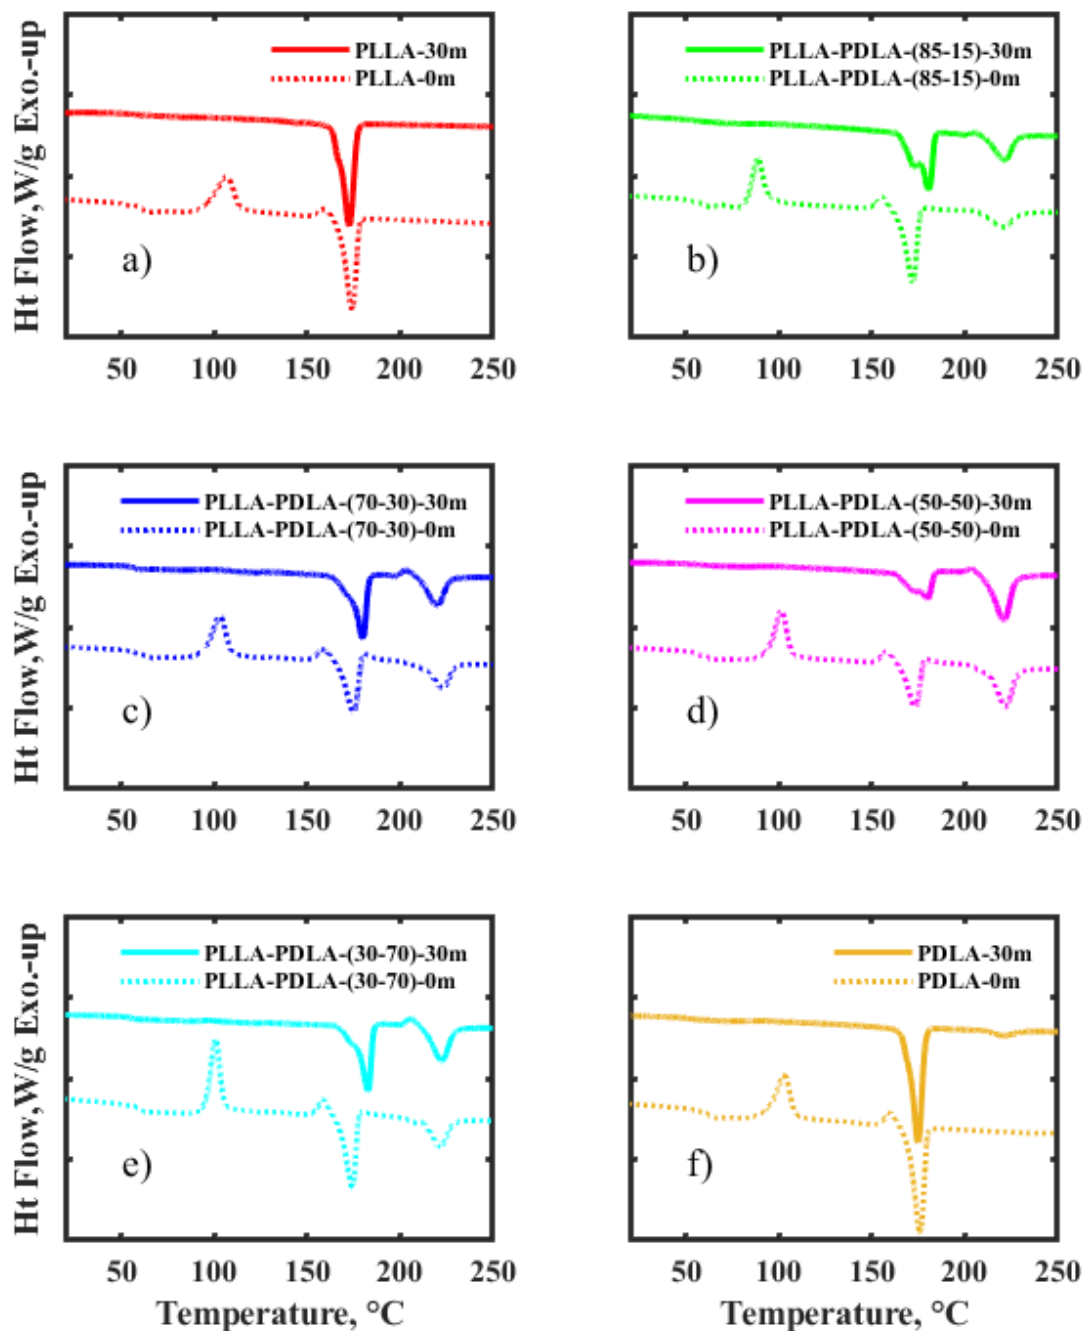 Ht Flow,W/g Exo.-up
PLLA-30m
PLLA-0m
a)
50 100 150 200 250
PLLA-PDLA-(85-15)-30m
PLLA-PDLA-(85-15)-0m
b)
50 100 150 200 250
Ht Flow,W/g Exo.-up
PLLA-PDLA-(70-30)-30m
PLLA-PDLA-(70-30)-0m
c)
50 100 150 200 250
PLLA-PDLA-(50-50)-30m
PLLA-PDLA-(50-50)-0m
d)
50 100 150 200 250
Ht Flow,W/g Exo.-up
PLLA-PDLA-(30-70)-30m
PLLA-PDLA-(30-70)-0m
e)
50 100 150 200 250
Temperature, °C
PDLA-30m
PDLA-0m
f)
50 100 150 200 250
Temperature, °C